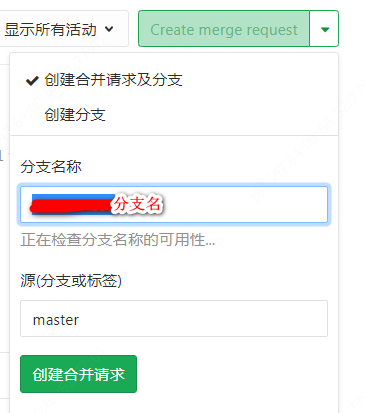 显示所有活动
Create merge request
创建合并请求及分支
创建分支
分支名称
分支名
正在检查分支名称的可用性...
源(分支或标签)
master
创建合并请求